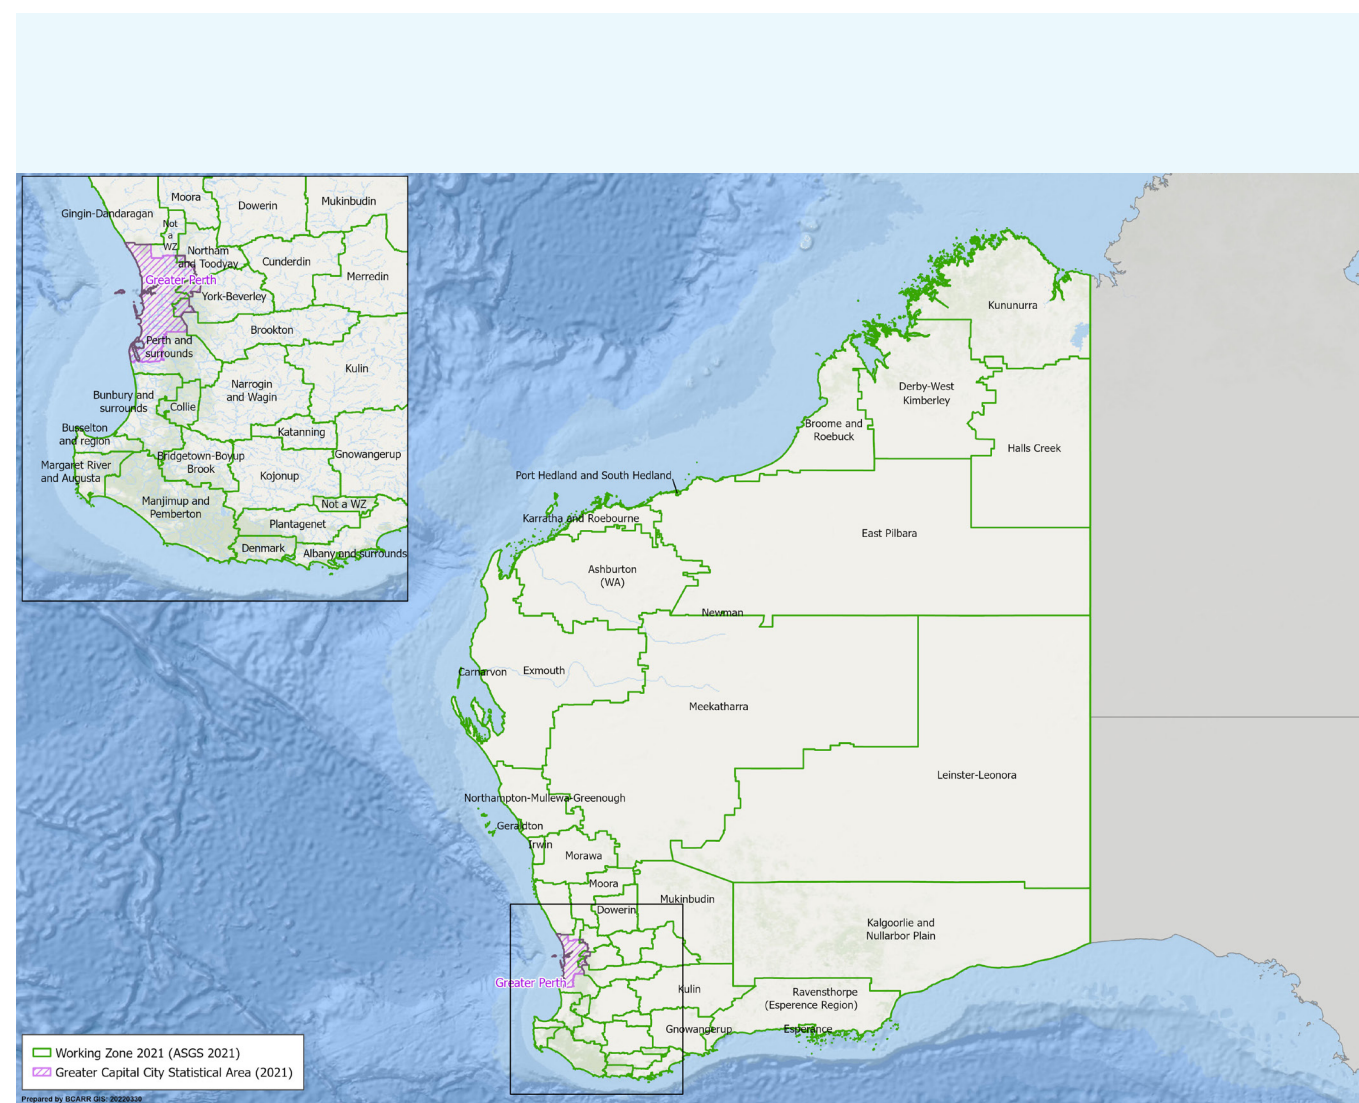 Moora
Mukinbudin
Dowerin
Gingin-Dandaragan
Not
a
WZ
Northam
and Toodyay
Cunderdin
Merredin
Greater Perth
York-Beverley
Brookton
Perth and
surrounds
Kulin
Narrogin
and Wagin
Bunbury and
surrounds
Collie
Busselton
and region
Katanning
Bridgetown-Boyup
Brook
Gnowangerup
Margaret River
and Augusta
Kojonup
Manjimup and
Pemberton
Not a WZ
Plantagenet
Denmark
Albany and surrounds
Kununurra
Derby-West
Kimberley
Broome and
Roebuck
Halls Creek
Port Hedland and South Hedland
Karratha and Roebourne
East Pilbara
Ashburton
(WA)
Newman
Carnarvon
Exmouth
Meekatharra
Leinster-Leonora
Northampton-Mullewa-Greenough
Geraldton
Irwin
Morawa
Moora
Mukinbudin
Dowerin
Kalgoorlie and
Nullarbor Plain
Greater Perth
Kulin
Ravensthorpe
(Esperence Region)
Gnowangerup
Esperance
Working Zone 2021 (ASGS 2021)
Greater Capital City Statistical Area (2021)
Prepared by BCARR GIS: 20220330